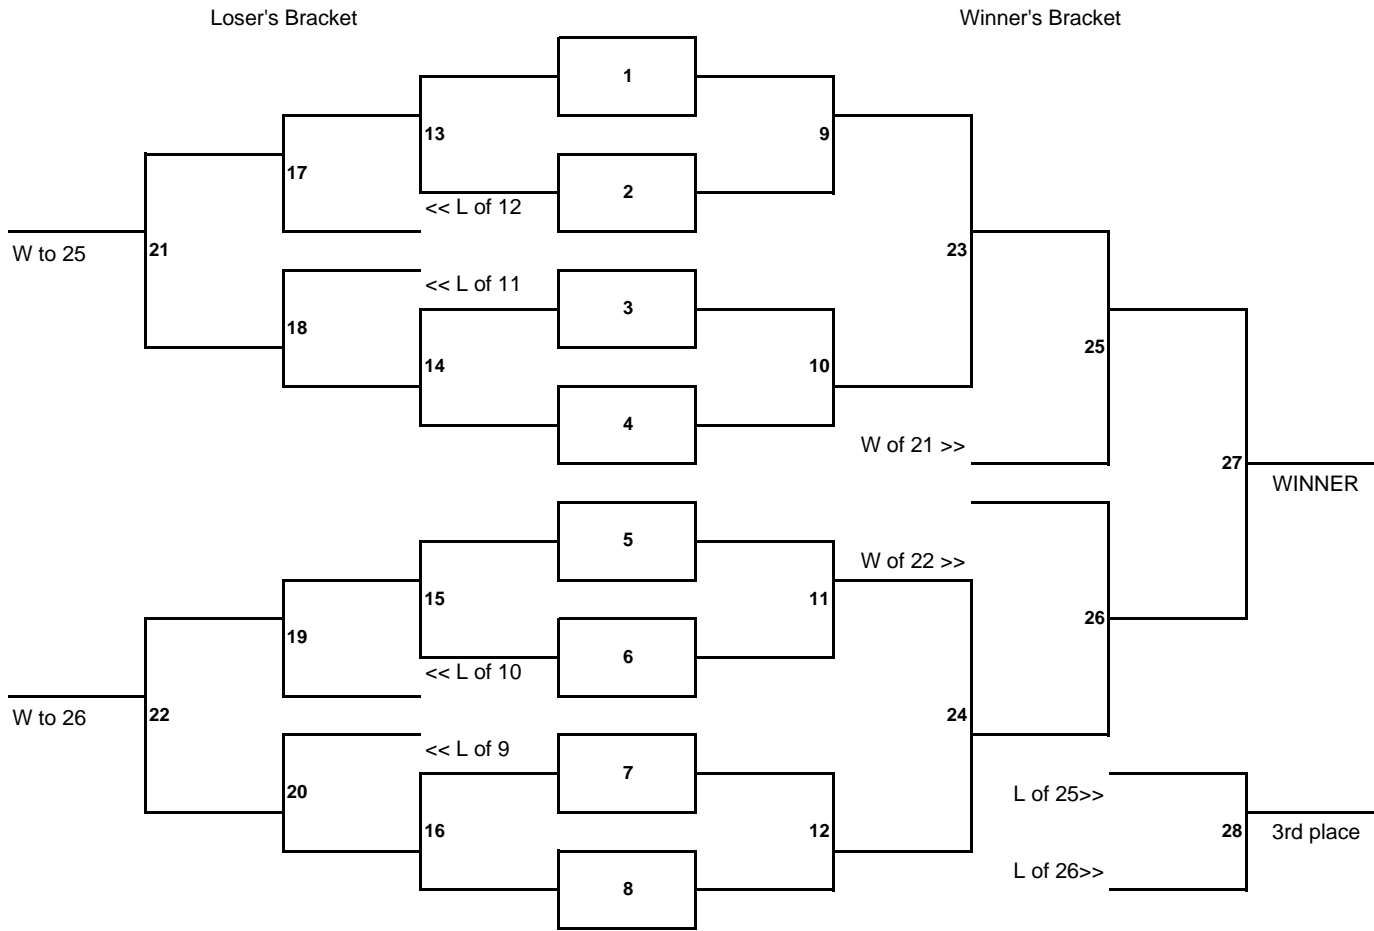 Loser's Bracket
Winner's Bracket
1
13
9
17
2
<< L of 12
W to 25
21
23
<< L of 11
3
18
25
14
10
4
W of 21 >>
27
WINNER
5
W of 22 >>
15
11
26
19
6
<< L of 10
W to 26
22
24
<< L of 9
7
20
L of 25>>
16
12
28
3rd place
L of 26>>
8